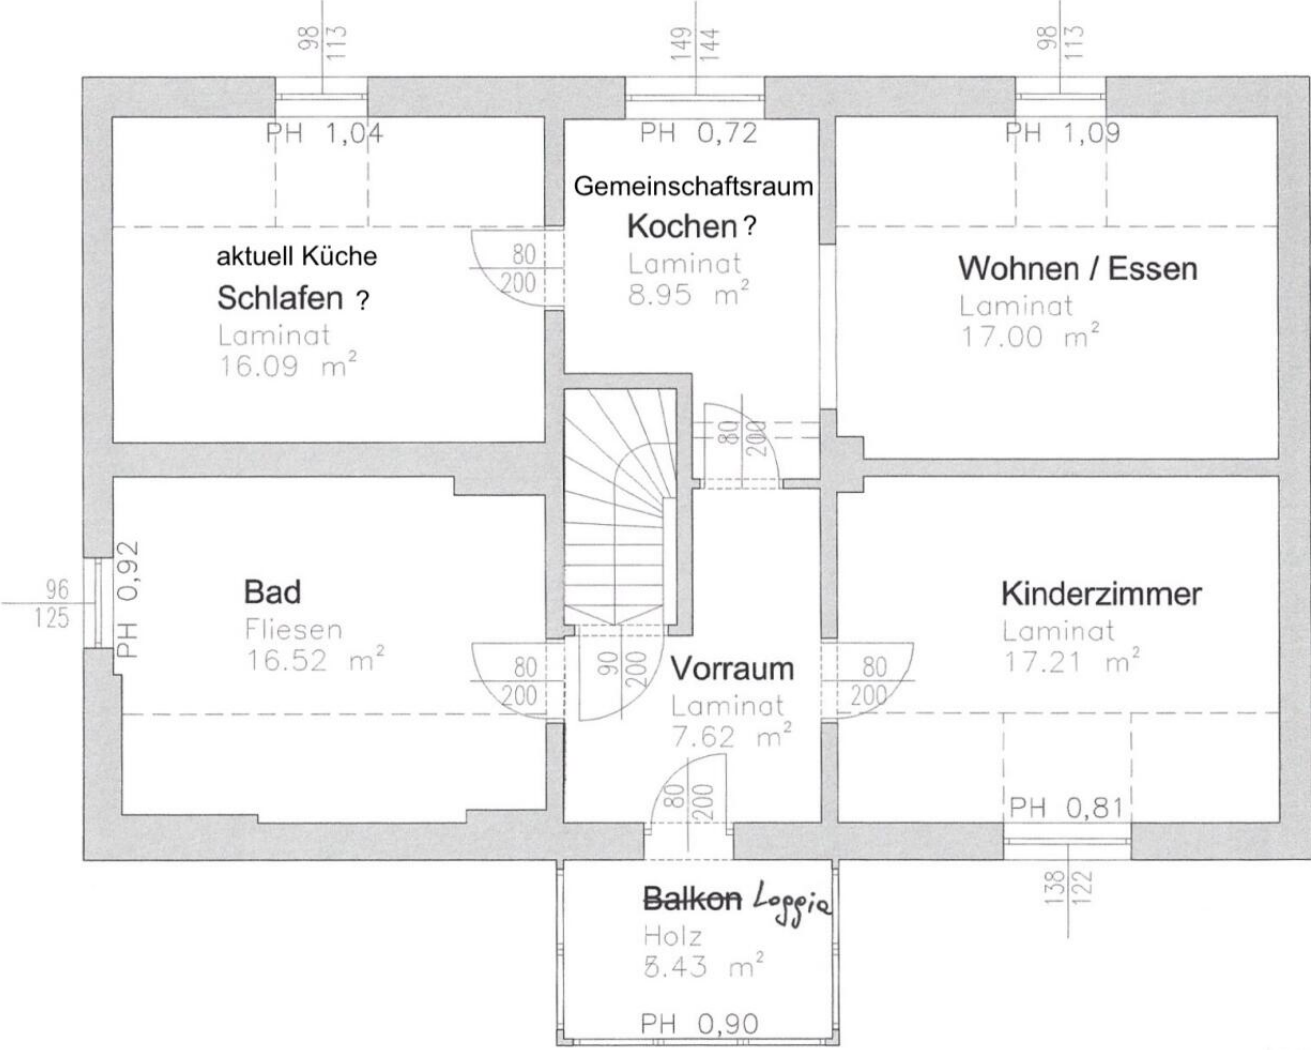 98
113
149
144
98
113
PH 1,04
PH 0,72
PH 1,09
Gemeinschaftsraum
Kochen ?
Laminat
8.95 m²
aktuell Küche
Schlafen ?
Laminat
16.09 m²
80
200
Wohnen / Essen
Laminat
17.00 m²
80
200
96
125
PH 0,92
Bad
Fliesen
16.52 m²
80
200
90
200
Vorraum
Laminat
7.62 m²
80
200
Kinderzimmer
Laminat
17.21 m²
80
200
PH 0,81
138
122
Balkon Loggia
Holz
8.43 m²
PH 0,90